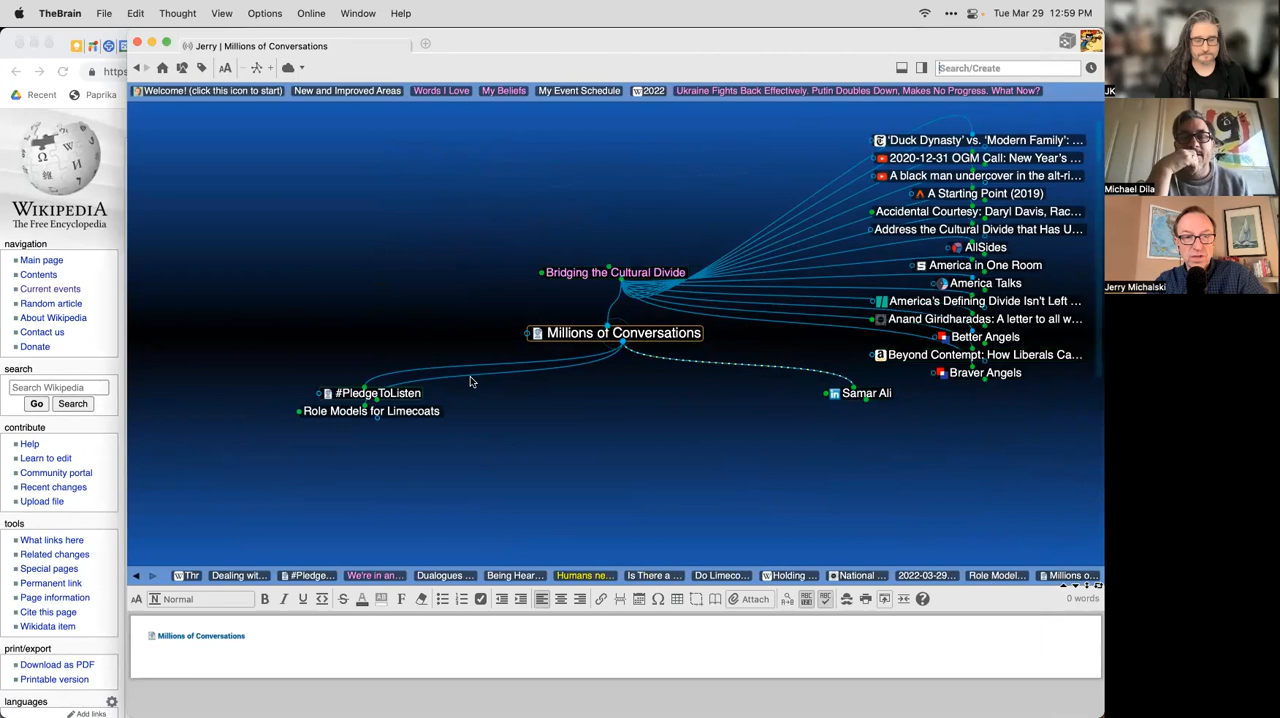 TheBrain File Edit Thought View Options Online Window Help
Tue Mar 29 12:59 PM
Jerry | Millions of Conversations
https
Search/Create
Recent Paprika
Welcome! (click this icon to start) New and Improved Areas Words I Love My Beliefs My Event Schedule 2022 Ukraine Fights Back Effectively. Putin Doubles Down, Makes No Progress. What Now?
WIKIPEDIA
The Free Encyclopedia
navigation
Main page
Contents
Current events
Random article
About Wikipedia
Contact us
Donate
search
Search Wikipedia
Go Search
contribute
Help
Learn to edit
Community portal
Recent changes
Upload file
tools
What links here
Related changes
Special pages
Permanent link
Page information
Cite this page
Wikidata item
print/export
Download as PDF
Printable version
languages
Add links
Bridging the Cultural Divide
Millions of Conversations
#PledgeToListen
Role Models for Limecoats
Samar Ali
'Duck Dynasty' vs. 'Modern Family': ...
2020-12-31 OGM Call: New Year's ...
A black man undercover in the alt-ri...
A Starting Point (2019)
Accidental Courtesy: Daryl Davis, Rac...
Address the Cultural Divide that Has U...
AllSides
America in One Room
America Talks
America's Defining Divide Isn't Left ...
Anand Giridharadas: A letter to all w...
Better Angels
Beyond Contempt: How Liberals Ca...
Braver Angels
Thr Dealing wit... #Pledge... We're in an... Dualogues ... Being Hear... Humans ne... Is There a ... Do Limeco... Holding ... National ... 2022-03-29... Role Model... Millions o...
Normal
Attach
0 words
Millions of Conversations
JK
Michael Dila
Jerry Michalski